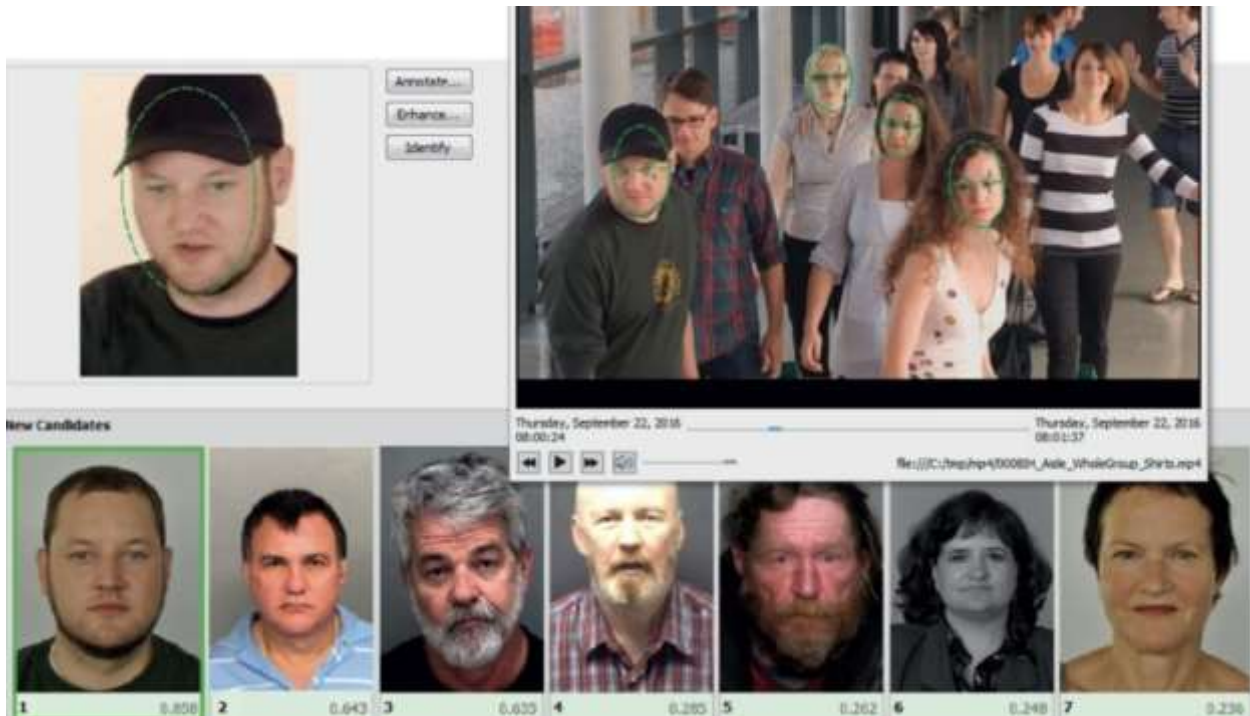 Annotate...
Enhance...
Identify
New Candidates
Thursday, September 22, 2016
08:00:24
Thursday, September 22, 2016
08:01:37
1 0.858
2 0.643
3 0.635
4 0.285
5 0.262
6 0.248
7 0.236